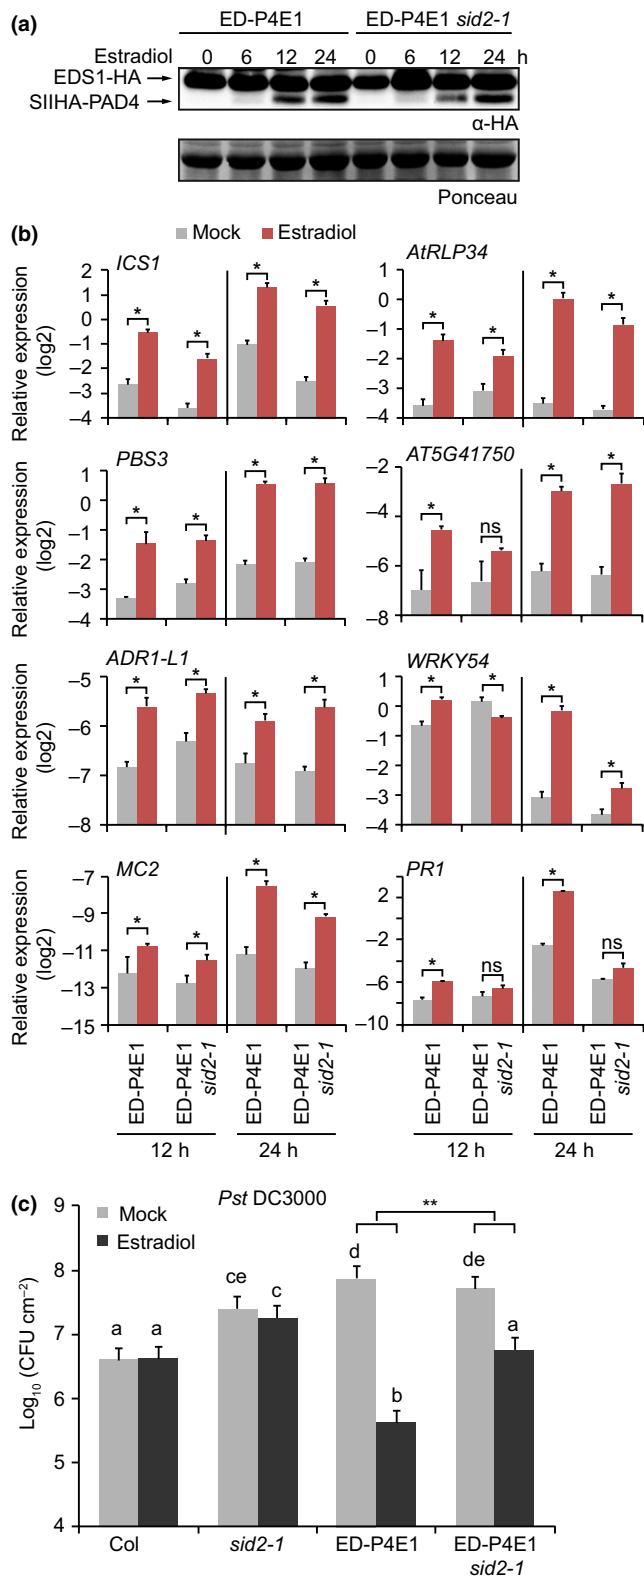 (a)
ED-P4E1 ED-P4E1 sid2-1
Estradiol 0 6 12 24 0 6 12 24 h
EDS1-HA
SIIHA-PAD4
α-HA
Ponceau
(b)
Mock Estradiol
ICS1
Relative expression
(log2)
2
1
0
–1
–2
–3
–4
* * * *
AtRLP34
1
0
–1
–2
–3
–4
* * * *
PBS3
Relative expression
(log2)
1
0
–1
–2
–3
–4
* * * *
AT5G41750
–2
–4
–6
–8
* ns * *
ADR1-L1
Relative expression
(log2)
–5
–6
–7
–8
* * * *
WRKY54
1
0
–1
–2
–3
–4
* * * *
MC2
Relative expression
(log2)
–7
–9
–11
–13
–15
* * * *
PR1
2
–2
–6
–10
* ns * ns
ED-P4E1
ED-P4E1
sid2-1
ED-P4E1
ED-P4E1
sid2-1
12 h 24 h
ED-P4E1
ED-P4E1
sid2-1
ED-P4E1
ED-P4E1
sid2-1
12 h 24 h
(c)
Pst DC3000
Mock
Estradiol
Log10 (CFU cm–2)
9
8
7
6
5
4
**
a a ce c d b de a
Col sid2-1 ED-P4E1 ED-P4E1
sid2-1